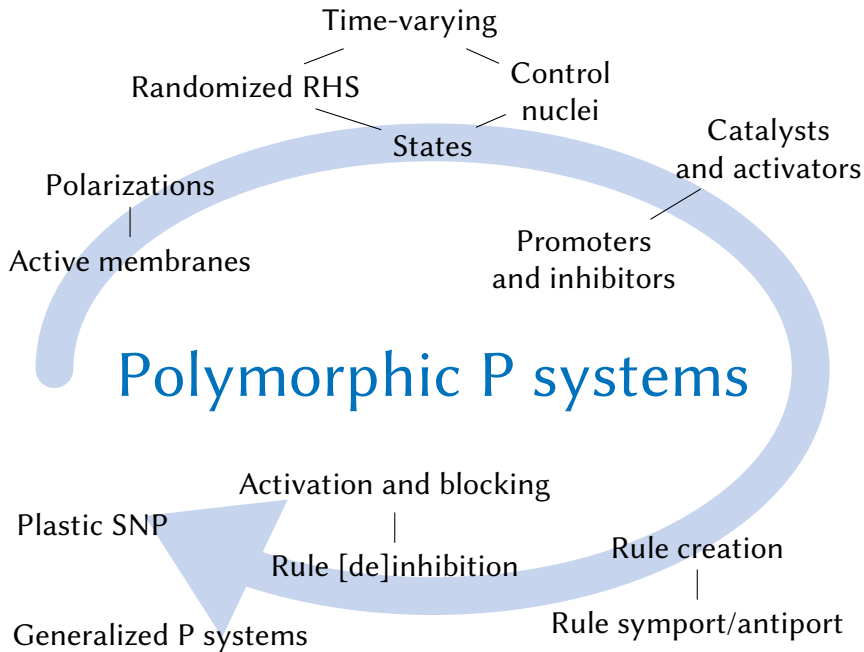 Time-varying
Randomized RHS
Control
nuclei
States
Catalysts
and activators
Polarizations
Active membranes
Promoters
and inhibitors
Polymorphic P systems
Activation and blocking
Plastic SNP
Rule [de]inhibition
Rule creation
Rule symport/antiport
Generalized P systems